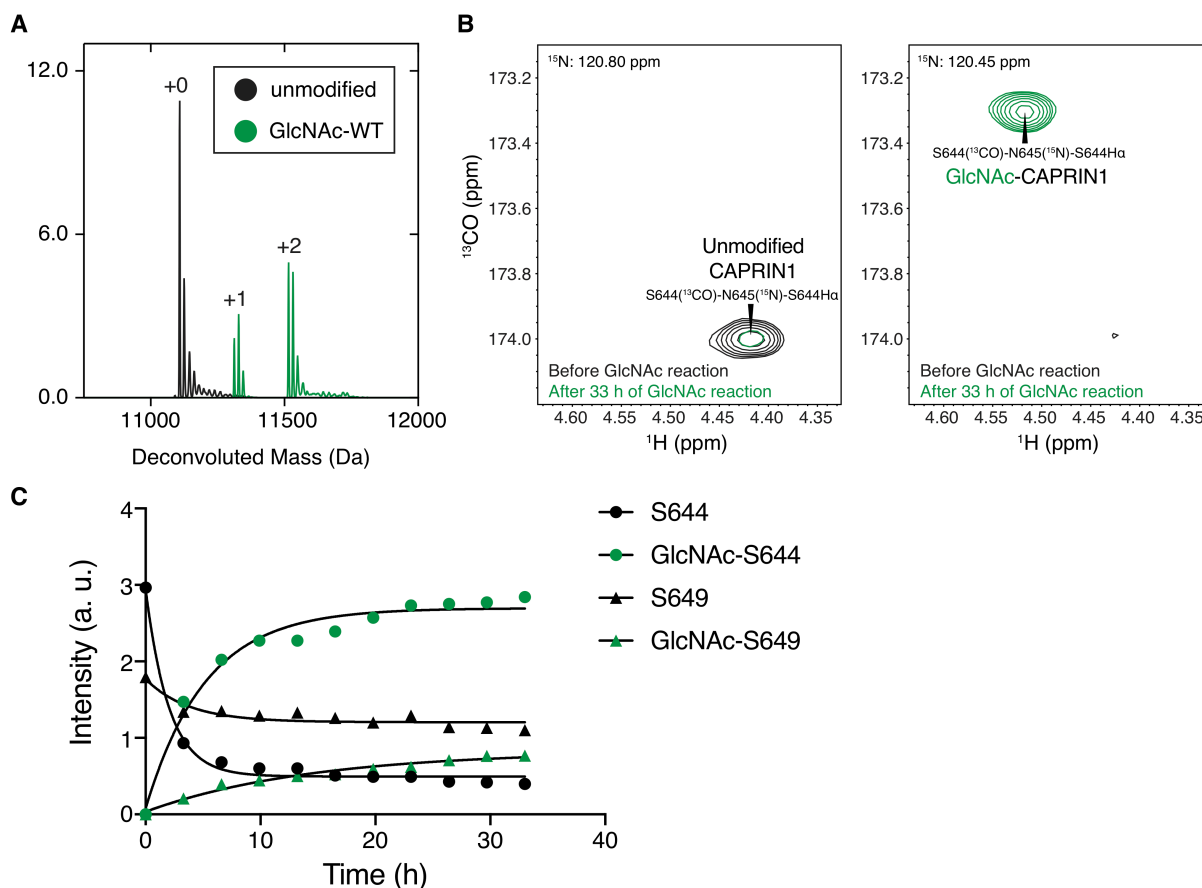 A
12.0
6.0
0.0
+0
+1
+2
unmodified
GlcNAc-WT
11000
11500
12000
Deconvoluted Mass (Da)
B
¹⁵N: 120.80 ppm
173.2
173.4
173.6
173.8
174.0
¹³CO (ppm)
Unmodified
CAPRIN1
S644(¹³CO)-N645(¹⁵N)-S644Hα
Before GlcNAc reaction
After 33 h of GlcNAc reaction
4.60
4.55
4.50
4.45
4.40
4.35
¹H (ppm)
¹⁵N: 120.45 ppm
173.2
173.4
173.6
173.8
174.0
S644(¹³CO)-N645(¹⁵N)-S644Hα
GlcNAc-CAPRIN1
Before GlcNAc reaction
After 33 h of GlcNAc reaction
4.60
4.55
4.50
4.45
4.40
4.35
¹H (ppm)
C
4
3
2
1
0
Intensity (a. u.)
0
10
20
30
40
Time (h)
S644
GlcNAc-S644
S649
GlcNAc-S649